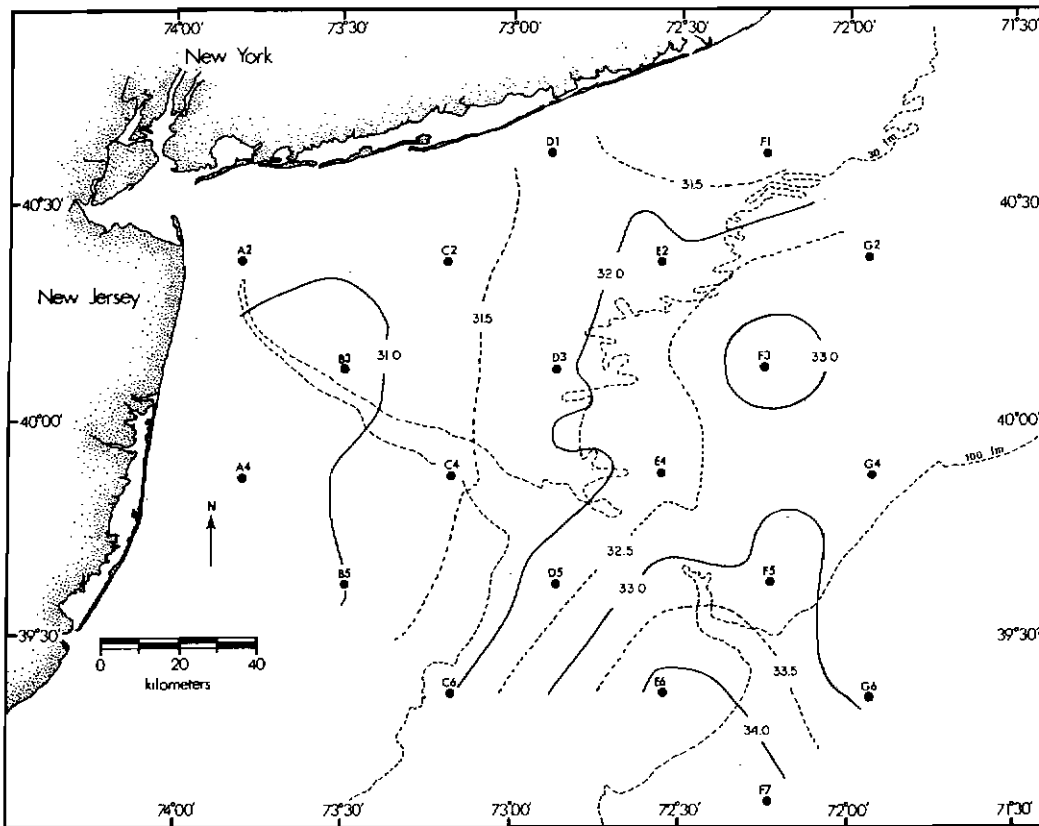 74°00' 73°30' 73°00' 72°30' 72°00' 71°30'
New York
D1 F1
30 fm
31.5
40°30' 40°30'
A2 C2 E2 G2
32.0
New Jersey
31.5
B3 31.0 D3 F3 33.0
40°00' 40°00'
100 fm
A4 C4 E4 G4
N
32.5
B5 D5 33.0 F5
39°30' 39°30'
0 20 40
kilometers
33.5
C6 E6 G6
34.0
F7
74°00' 73°30' 73°00' 72°30' 72°00' 71°30'